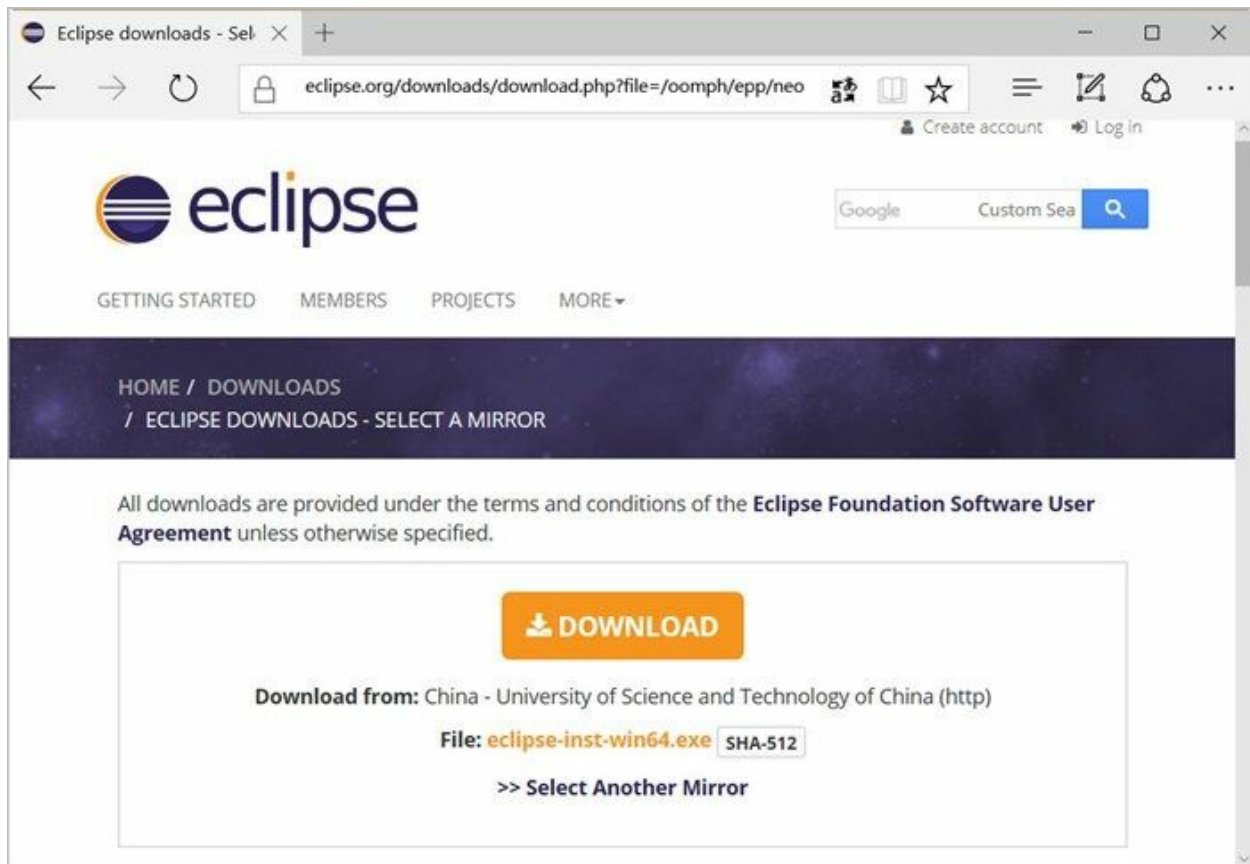 Eclipse downloads - Sel
eclipse.org/downloads/download.php?file=/oomph/epp/neo
Create account Log in
eclipse
Google Custom Sea
GETTING STARTED MEMBERS PROJECTS MORE
HOME / DOWNLOADS
/ ECLIPSE DOWNLOADS - SELECT A MIRROR
All downloads are provided under the terms and conditions of the Eclipse Foundation Software User
Agreement unless otherwise specified.
DOWNLOAD
Download from: China - University of Science and Technology of China (http)
File: eclipse-inst-win64.exe SHA-512
>> Select Another Mirror